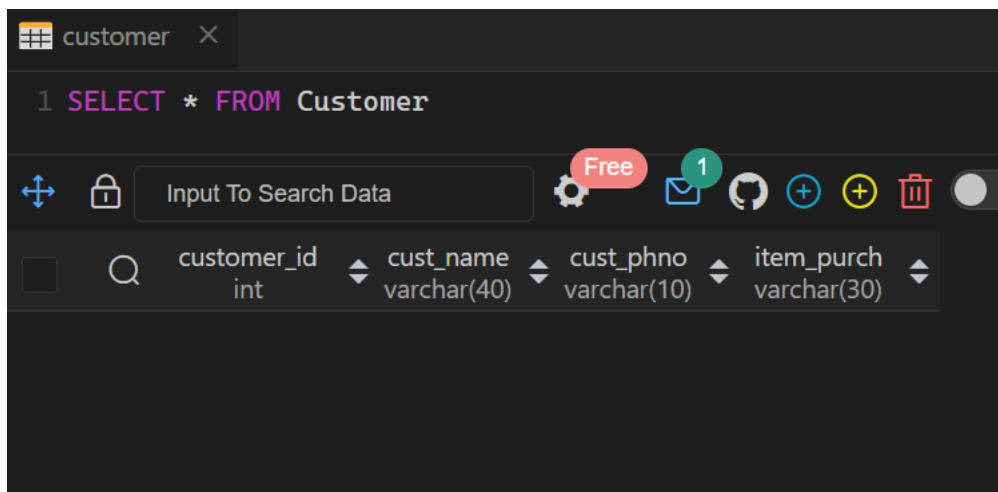 customer
1 SELECT * FROM Customer
Input To Search Data Free 1
customer_id cust_name cust_phno item_purch
int varchar(40) varchar(10) varchar(30)